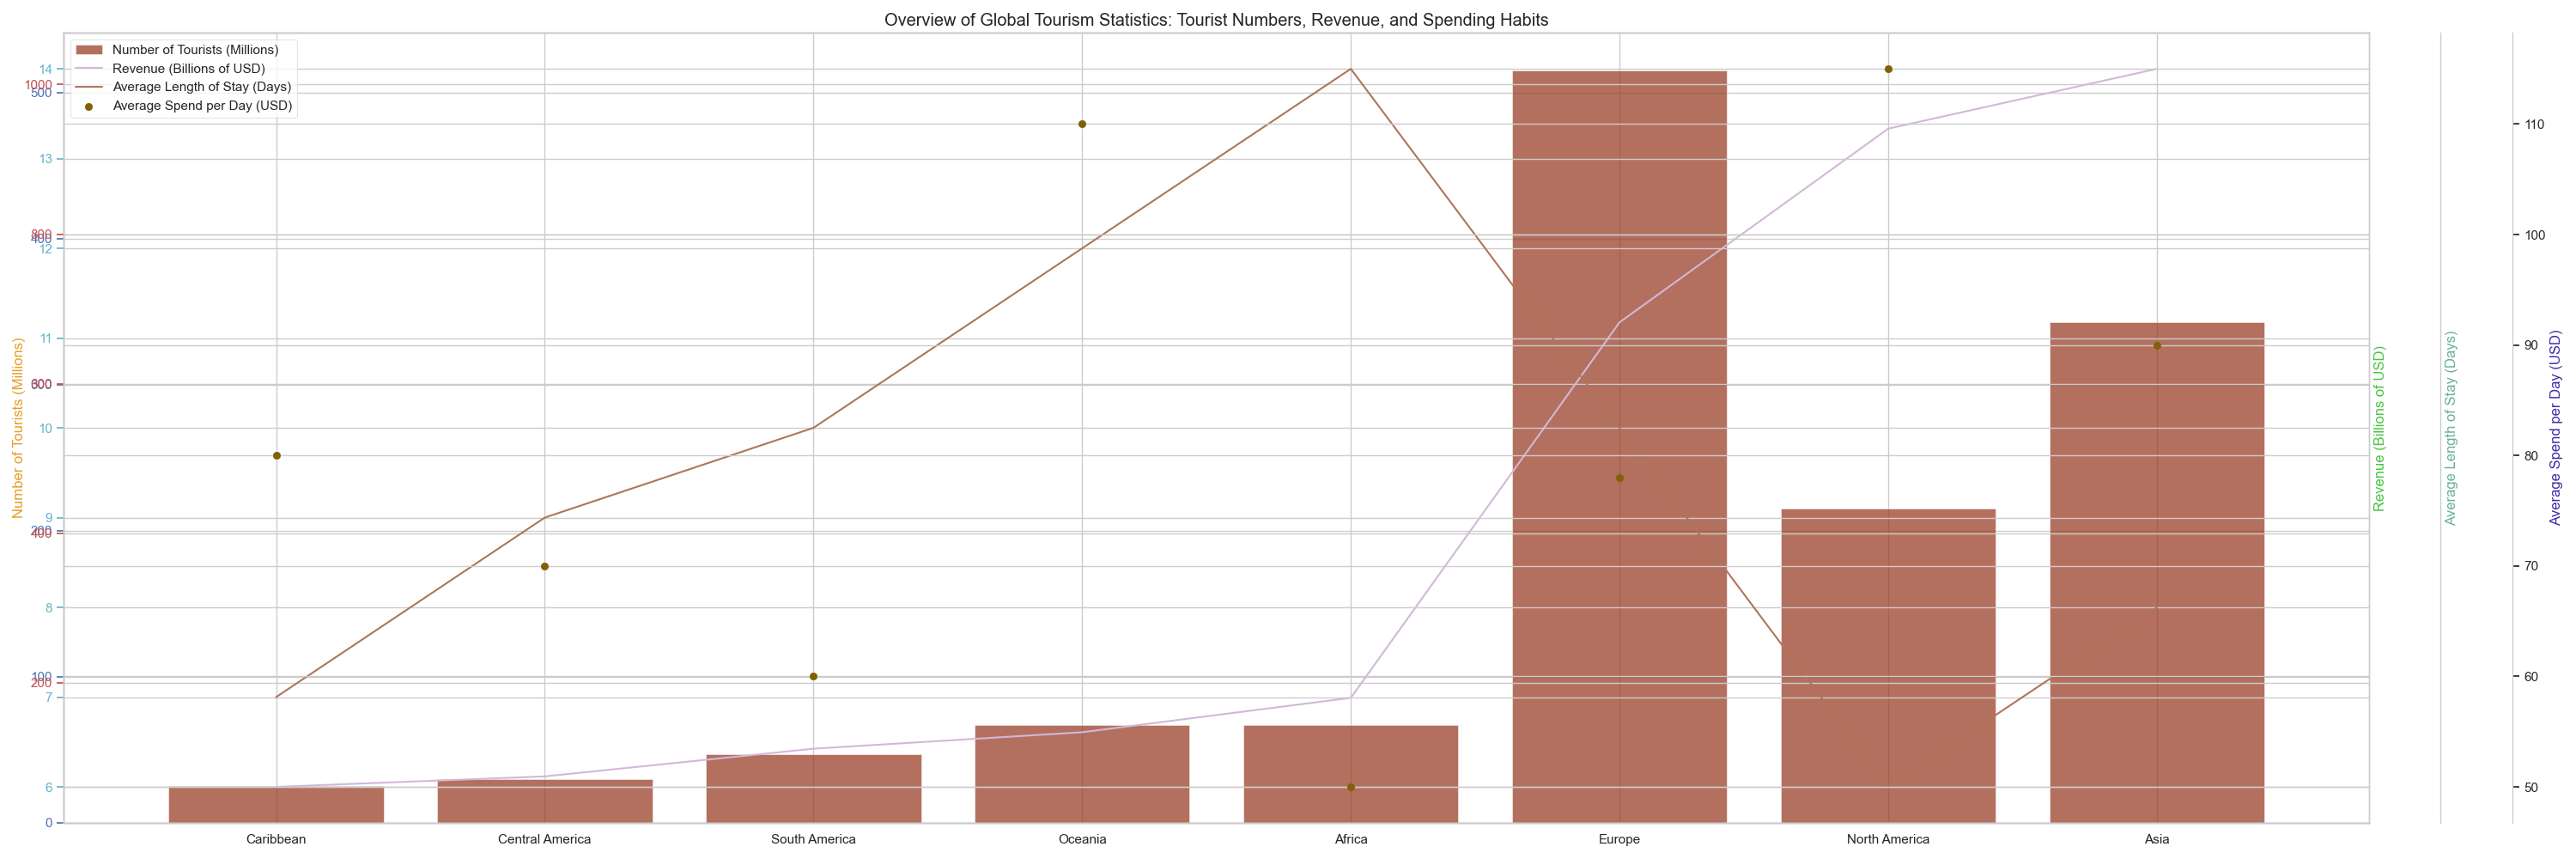 Overview of Global Tourism Statistics: Tourist Numbers, Revenue, and Spending Habits
Number of Tourists (Millions)
Revenue (Billions of USD)
Average Length of Stay (Days)
Average Spend per Day (USD)
14
1000
500
13
800
400
12
11
600
10
9
400
8
100
200
7
6
0
Number of Tourists (Millions)
Caribbean
Central America
South America
Oceania
Africa
Europe
North America
Asia
Revenue (Billions of USD)
Average Length of Stay (Days)
110
100
90
80
70
60
50
Average Spend per Day (USD)